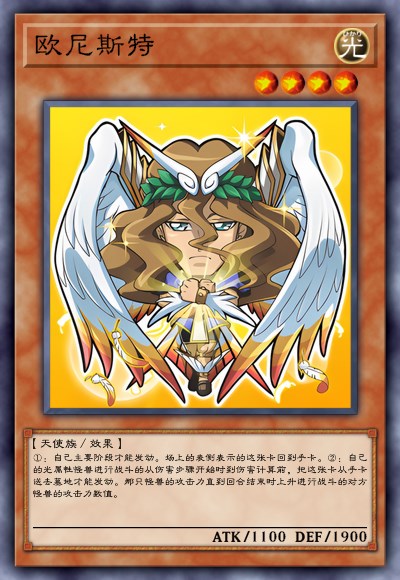 欧尼斯特
ひかり
光
【天使族/效果】
①：自己主要阶段才能发动。场上的表侧表示的这张卡回到手卡。②：自己
的光属性怪兽进行战斗的从伤害步骤开始时到伤害计算前，把这张卡从手卡
送去墓地才能发动。那只怪兽的攻击力直到回合结束时上升进行战斗的对方
怪兽的攻击力数值。
ATK/1100 DEF/1900